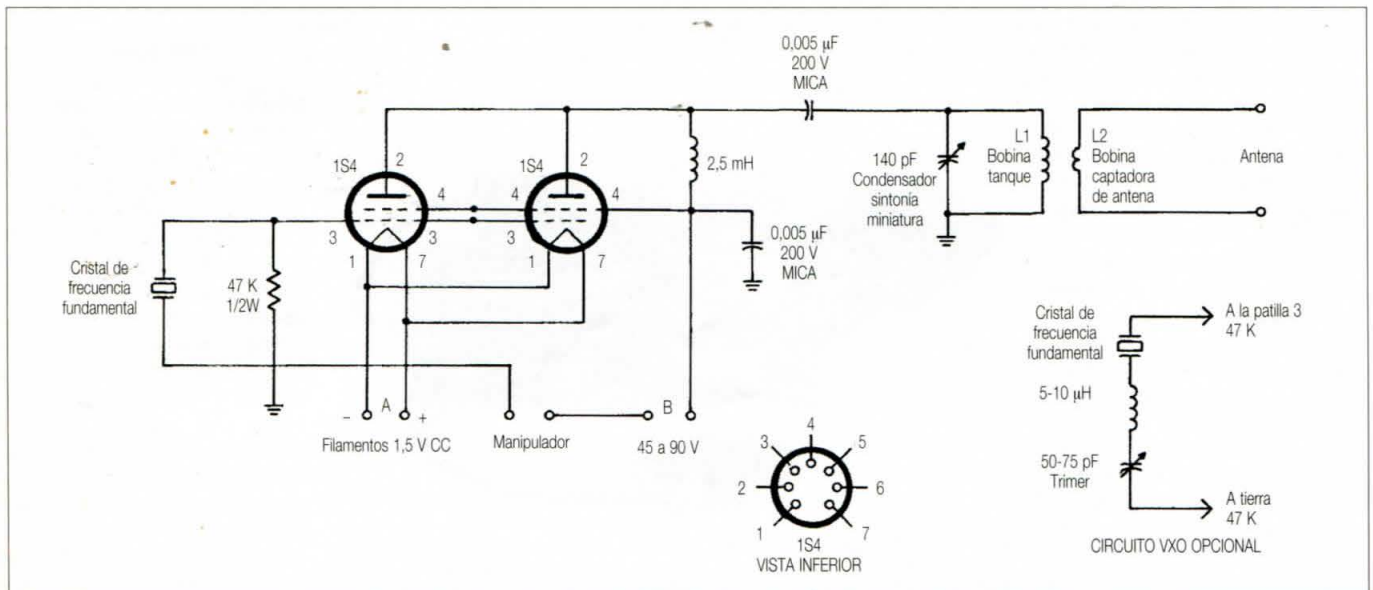 0,005 µF
200 V
MICA
1S4
2
4
3
3
1
7
1S4
2
4
4
3
1
7
2,5 mH
0,005 µF
200 V
MICA
140 pF
Condensador
sintonía
miniatura
L1
Bobina
tanque
L2
Bobina
captadora
de antena
Antena
Cristal de
frecuencia
fundamental
47 K
1/2W
– A +
Filamentos 1,5 V CC
Manipulador
B
45 a 90 V
1
2
3
4
5
6
7
1S4
VISTA INFERIOR
Cristal de
frecuencia
fundamental
5-10 µH
50-75 pF
Trimer
A la patilla 3
47 K
A tierra
47 K
CIRCUITO VXO OPCIONAL